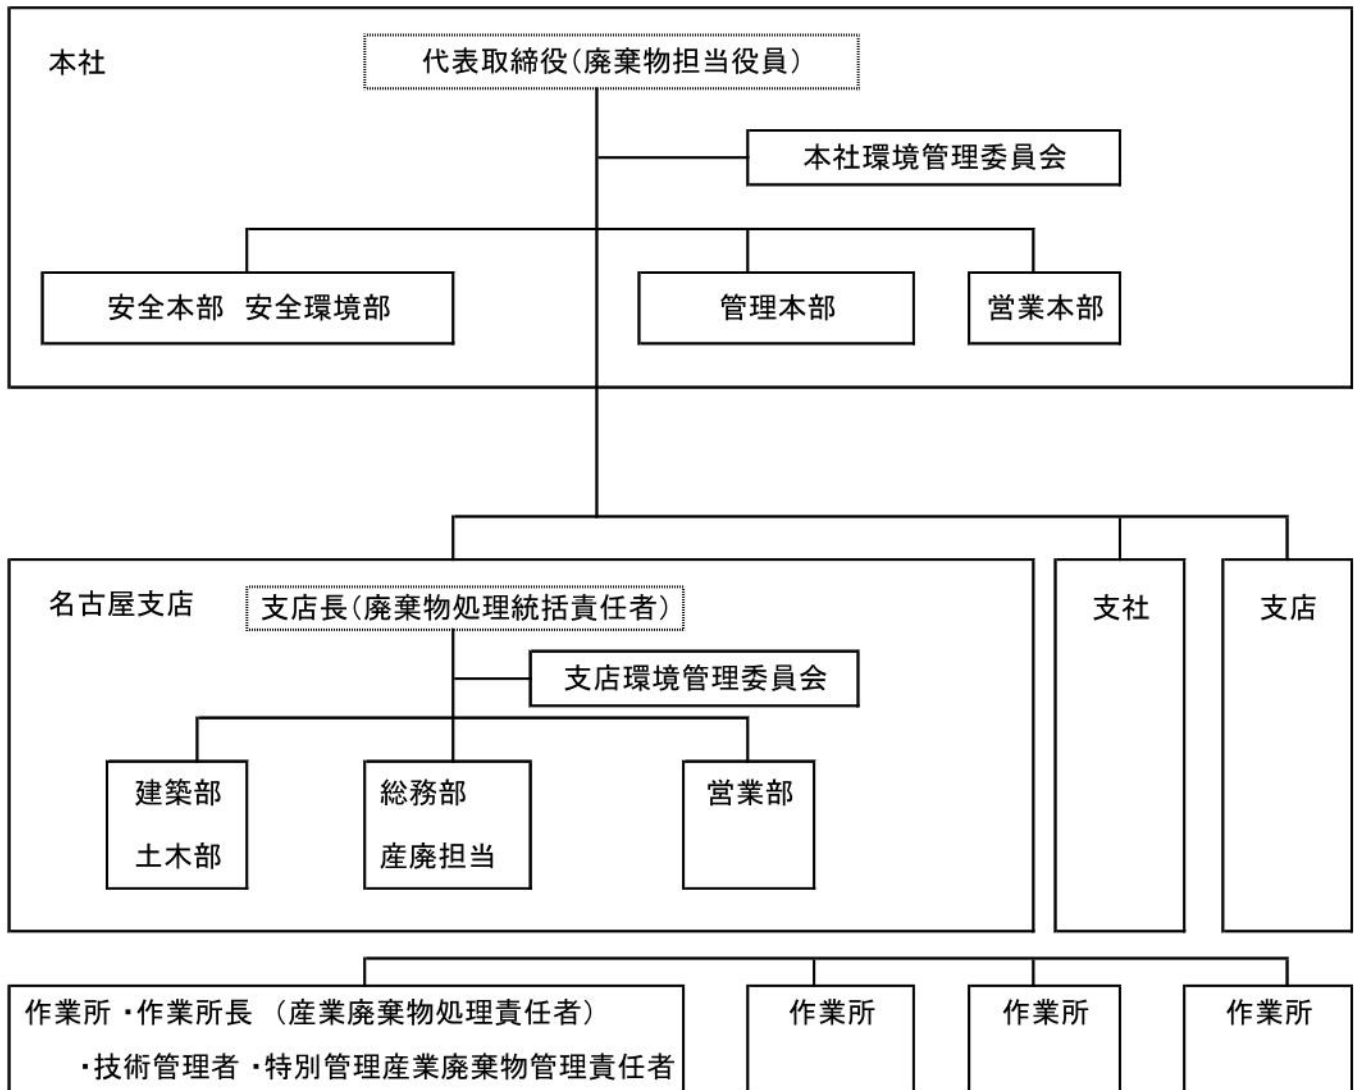 本社
代表取締役(廃棄物担当役員)
本社環境管理委員会
安全本部 安全環境部
管理本部
営業本部
名古屋支店
支店長(廃棄物処理統括責任者)
支社
支店
支店環境管理委員会
建築部
土木部
総務部
産廃担当
営業部
作業所・作業所長 (産業廃棄物処理責任者)
・技術管理者・特別管理産業廃棄物管理責任者
作業所
作業所
作業所